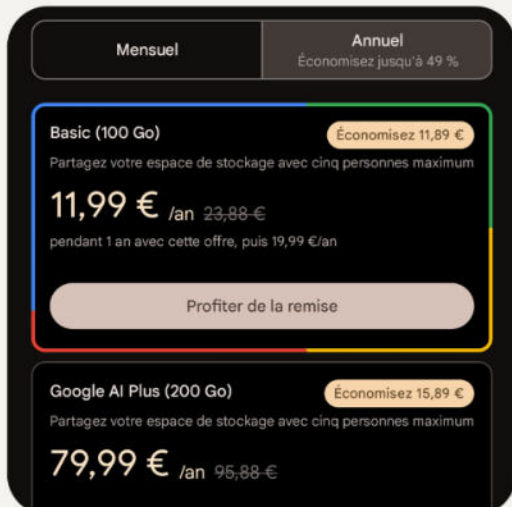 Mensuel
Annuel
Économisez jusqu'à 49 %
Basic (100 Go)
Économisez 11,89 €
Partagez votre espace de stockage avec cinq personnes maximum
11,99 € /an 23,88 €
pendant 1 an avec cette offre, puis 19,99 €/an
Profiter de la remise
Google AI Plus (200 Go)
Économisez 15,89 €
Partagez votre espace de stockage avec cinq personnes maximum
79,99 € /an 95,88 €